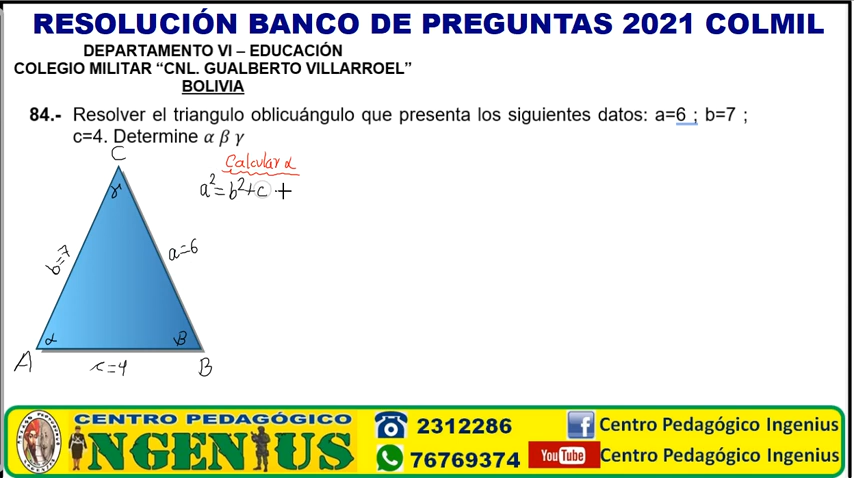 RESOLUCIÓN BANCO DE PREGUNTAS 2021 COLMIL
DEPARTAMENTO VI – EDUCACIÓN
COLEGIO MILITAR “CNL. GUALBERTO VILLARROEL”
BOLIVIA
84.- Resolver el triangulo oblicuángulo que presenta los siguientes datos: a=6 ; b=7 ;
c=4. Determine α β γ
Calcular α
a²=b²+c +
C
γ
b=7
a=6
α
β
A
c=4
B
CENTRO PEDAGÓGICO
INGENIUS
2312286
76769374
Centro Pedagógico Ingenius
YouTube Centro Pedagógico Ingenius